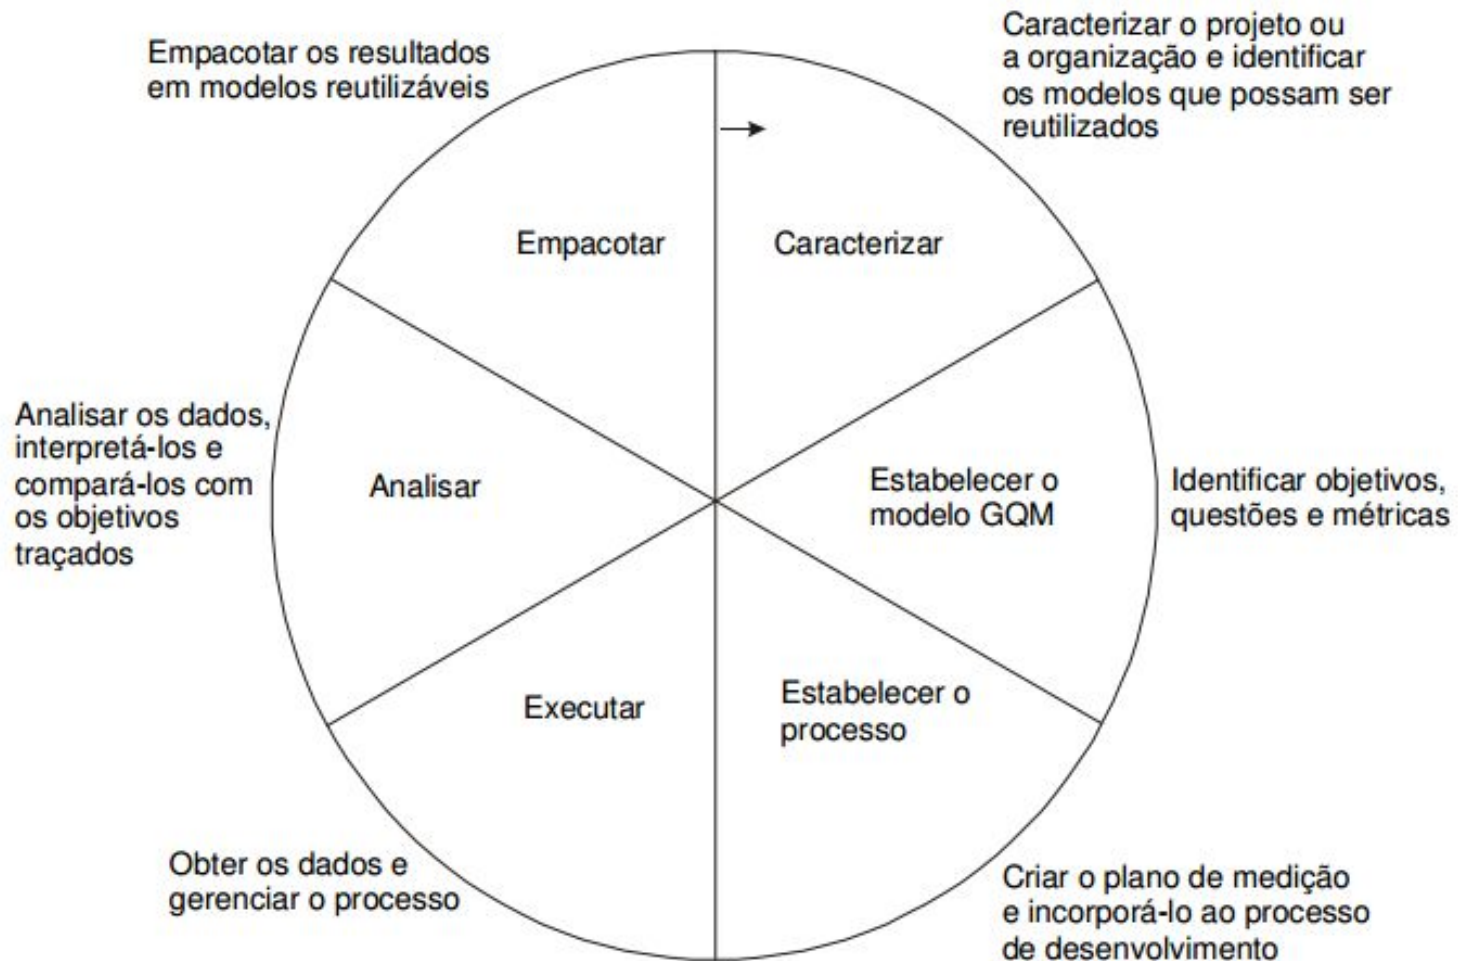 Caracterizar o projeto ou
a organização e identificar
os modelos que possam ser
reutilizados
Empacotar os resultados
em modelos reutilizáveis
Empacotar
Caracterizar
Analisar os dados,
interpretá-los e
compará-los com
os objetivos
traçados
Analisar
Estabelecer o
modelo GQM
Identificar objetivos,
questões e métricas
Executar
Estabelecer o
processo
Obter os dados e
gerenciar o processo
Criar o plano de medição
e incorporá-lo ao processo
de desenvolvimento